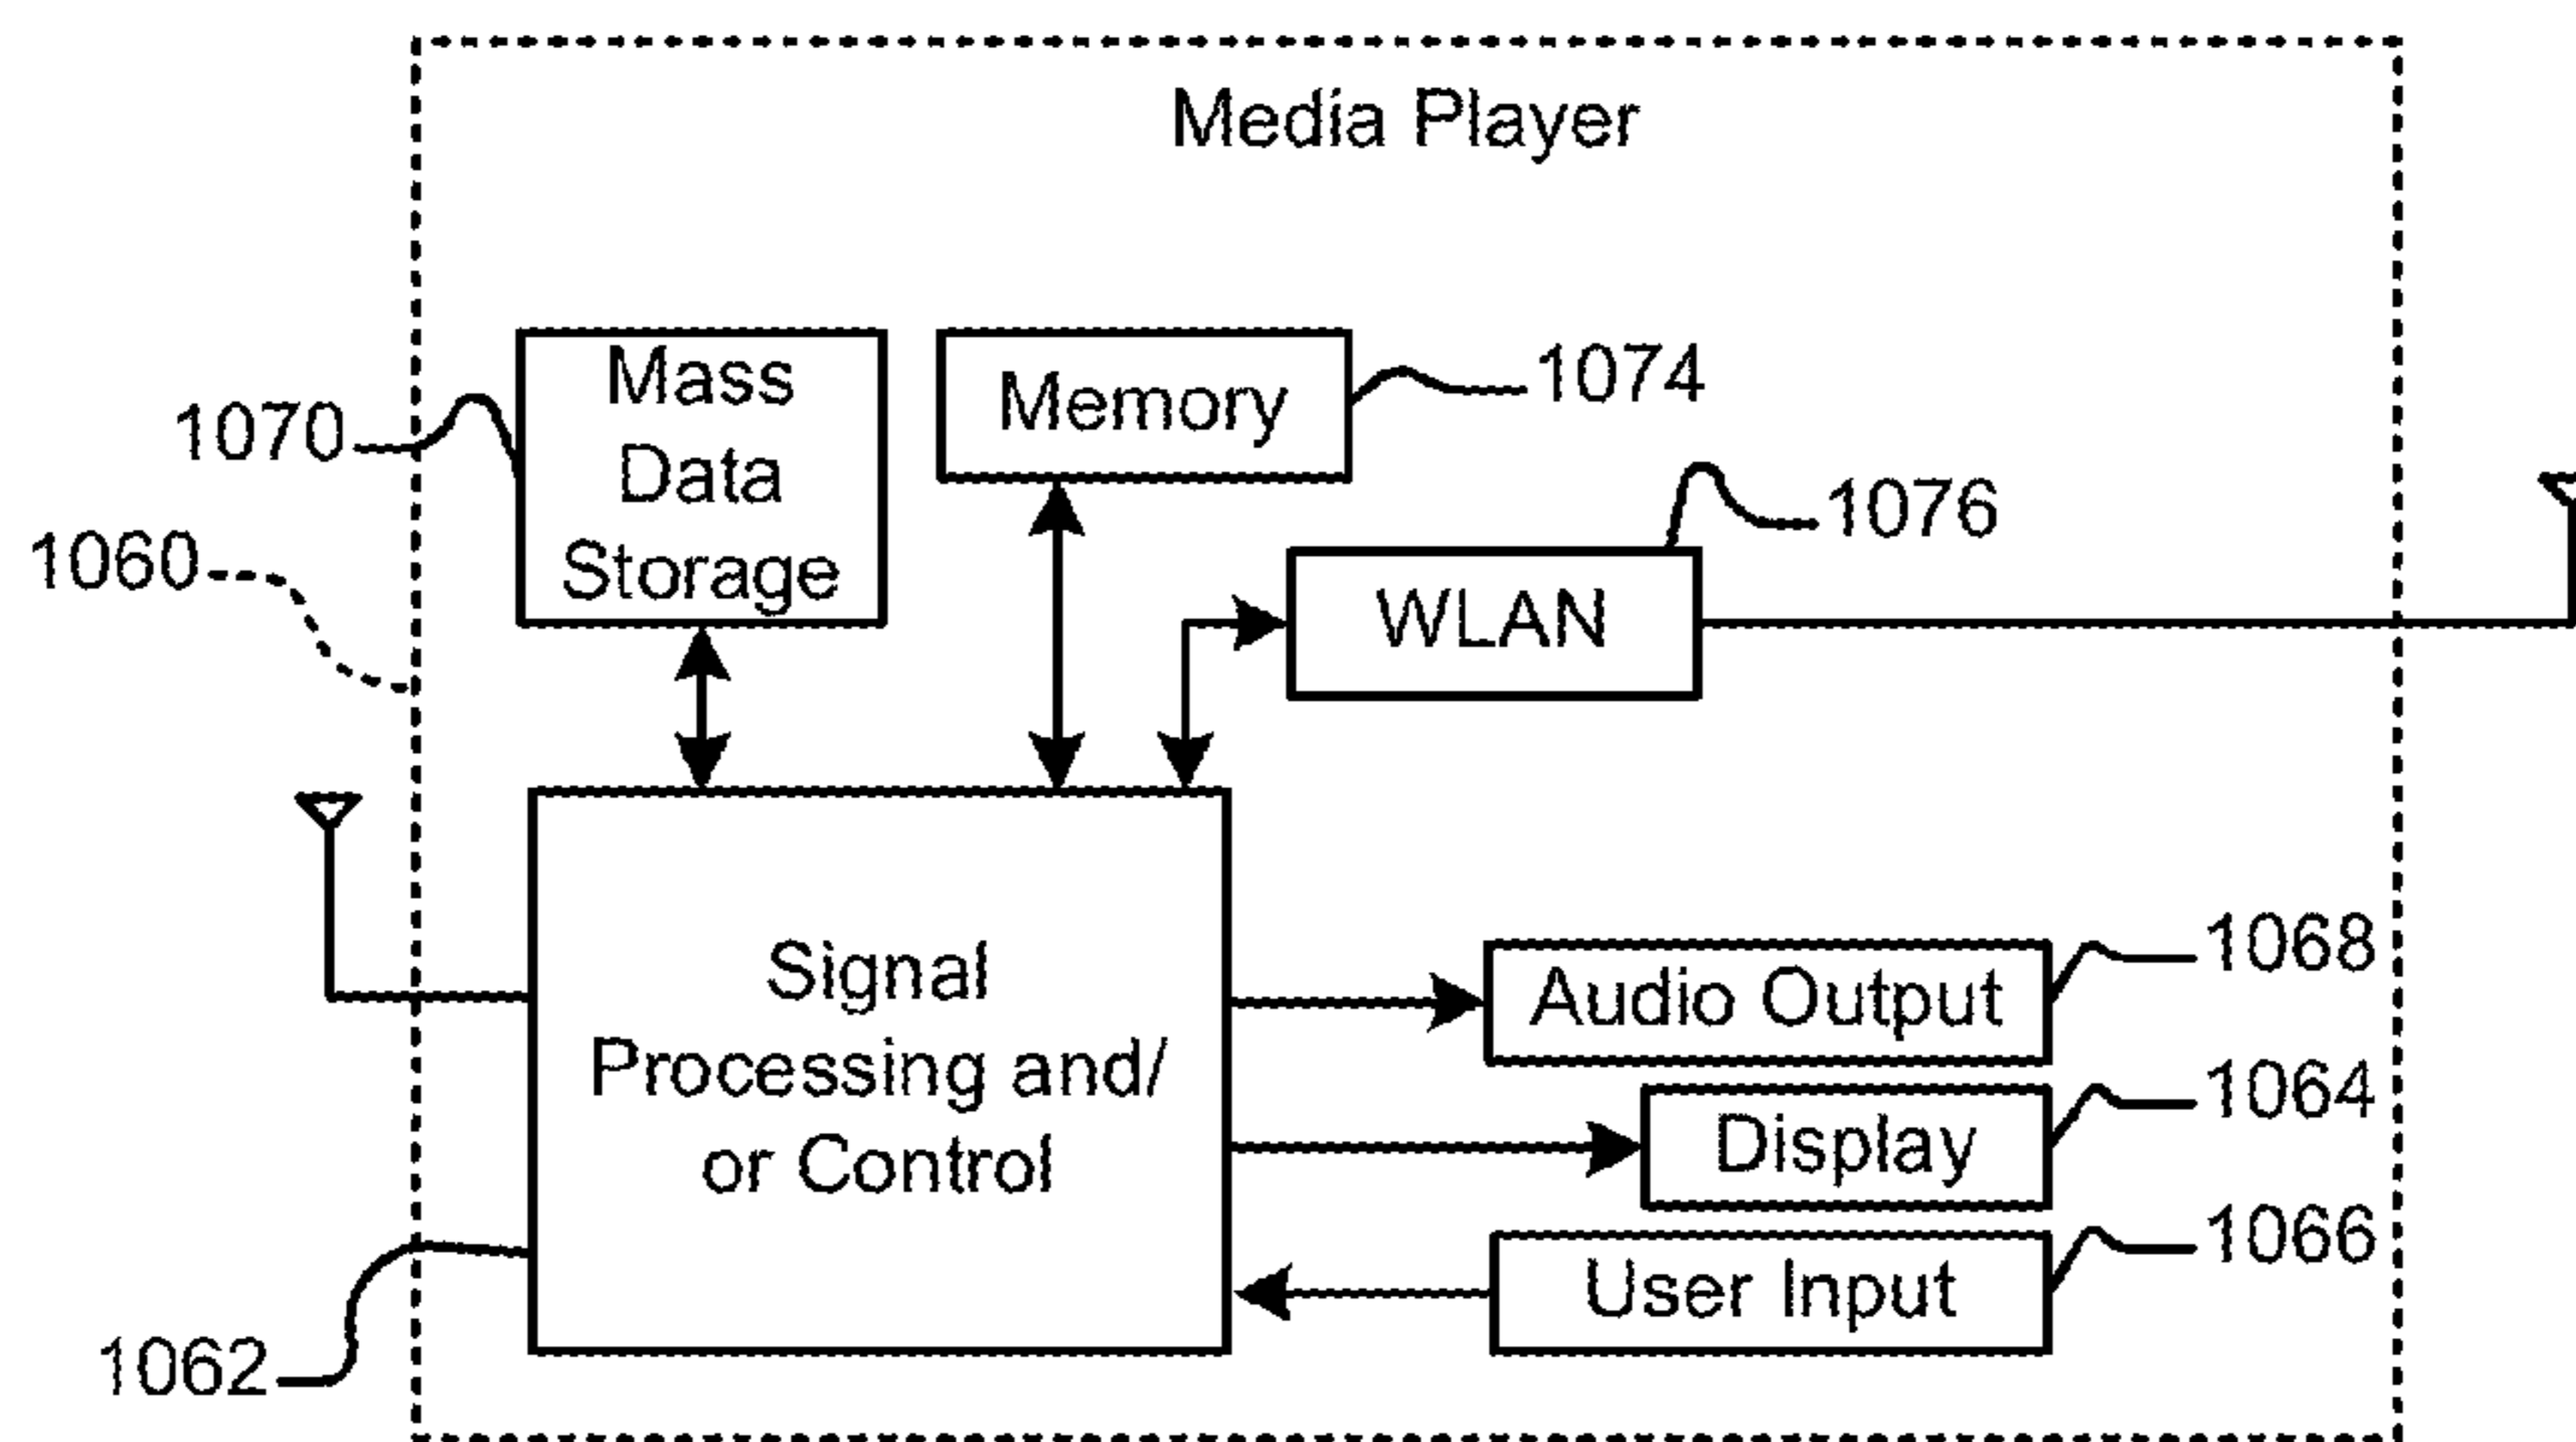 Media Player
Mass
Data
Storage
1070
Memory
1074
1076
1060
WLAN
Signal
Processing and/
or Control
1062
Audio Output
1068
Display
1064
User Input
1066